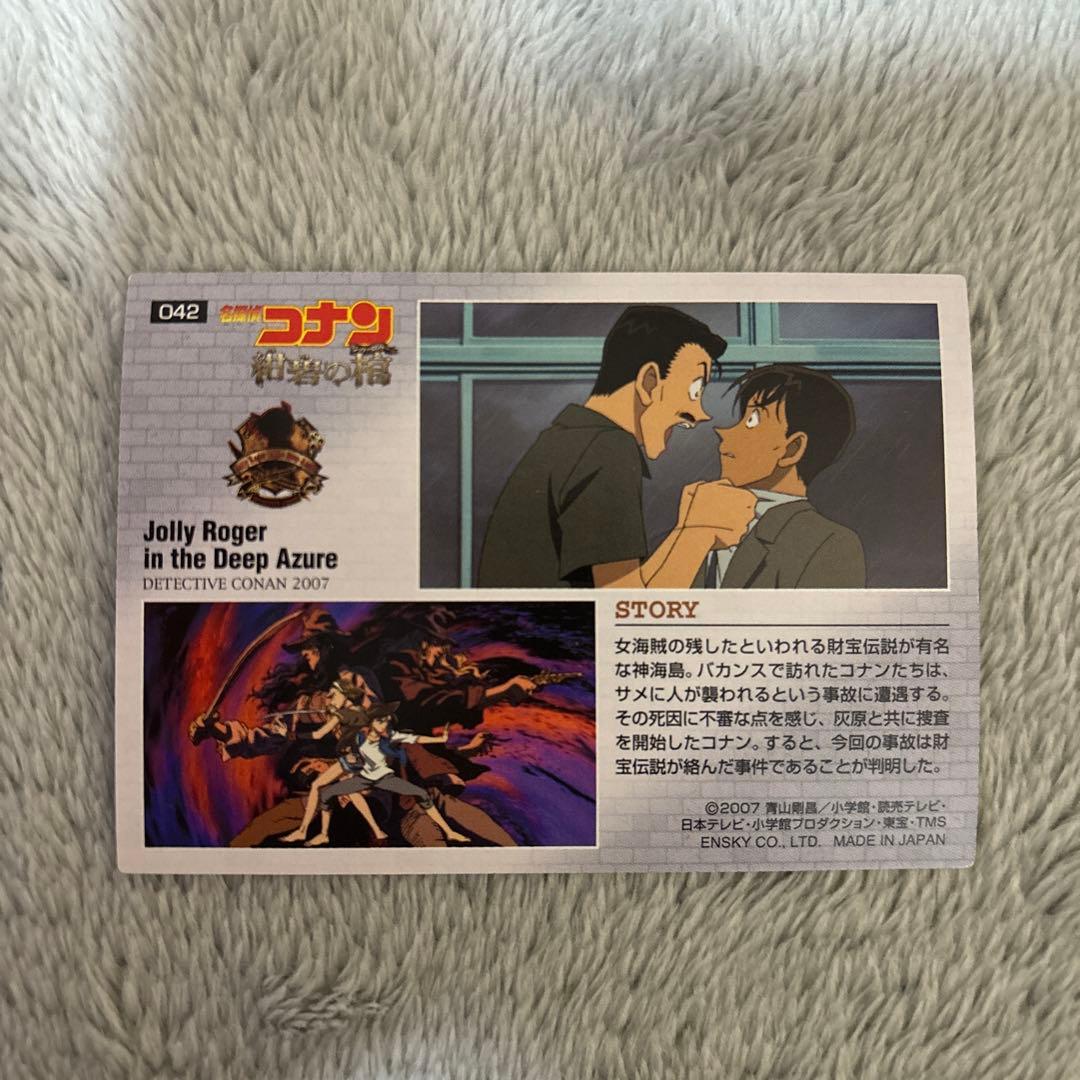 042
名探偵
コナン
紺碧の棺
Jolly Roger
in the Deep Azure
DETECTIVE CONAN 2007
STORY
女海賊の残したといわれる財宝伝説が有名
な神海島。バカンスで訪れたコナンたちは、
サメに人が襲われるという事故に遭遇する。
その死因に不審な点を感じ、灰原と共に捜査
を開始したコナン。すると、今回の事故は財
宝伝説が絡んだ事件であることが判明した。
©2007 青山剛昌／小学館・読売テレビ・
日本テレビ・小学館プロダクション・東宝・TMS
ENSKY CO., LTD. MADE IN JAPAN